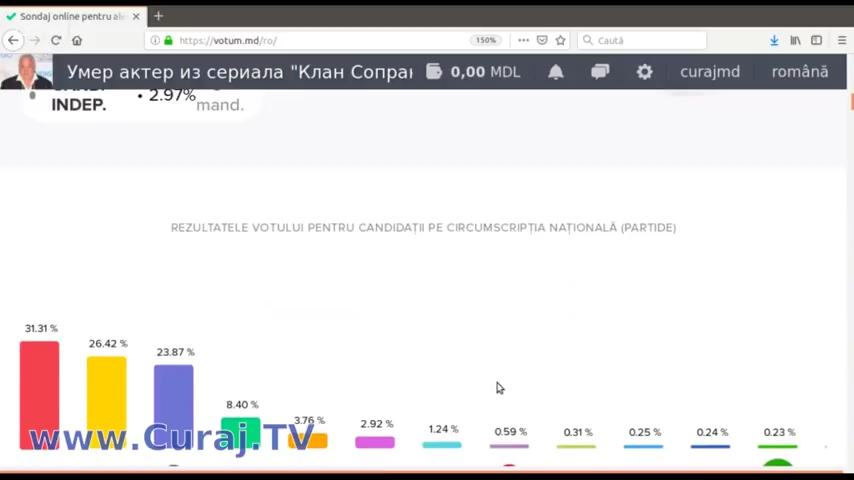 Sondaj online pentru ale
https://votum.md/ro/
150%
Caută
Умер актер из сериала "Клан Сопран
0,00 MDL
curajmd
română
INDEP.
• 2.97%
mand.
REZULTATELE VOTULUI PENTRU CANDIDAȚII PE CIRCUMSCRIPȚIA NAȚIONALĂ (PARTIDE)
31.31 %
26.42 %
23.87 %
8.40 %
3.76 %
2.92 %
1.24 %
0.59 %
0.31 %
0.25 %
0.24 %
0.23 %
www.Curaj.TV